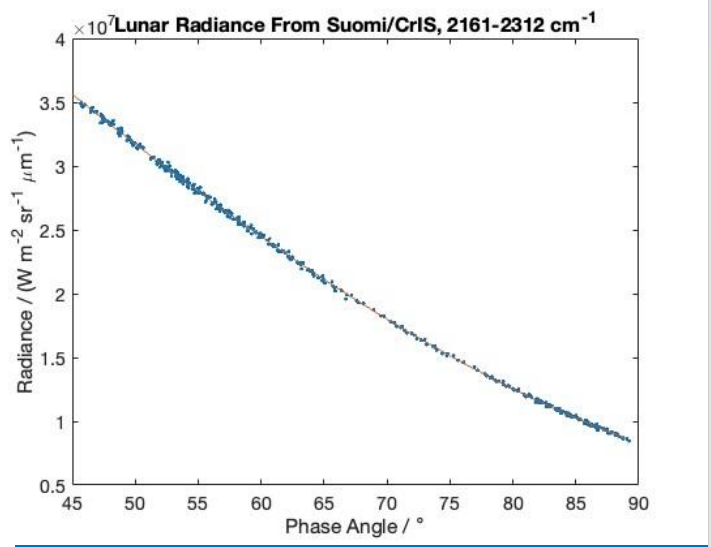 ×10⁷ Lunar Radiance From Suomi/CrIS, 2161-2312 cm⁻¹
4
3.5
3
2.5
2
1.5
1
0.5
Radiance / (W m⁻² sr⁻¹ μm⁻¹)
45 50 55 60 65 70 75 80 85 90
Phase Angle / °